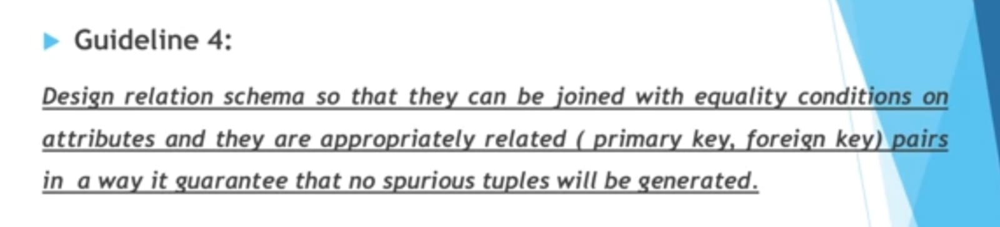 Guideline 4:
Design relation schema so that they can be joined with equality conditions on
attributes and they are appropriately related ( primary key, foreign key) pairs
in a way it guarantee that no spurious tuples will be generated.